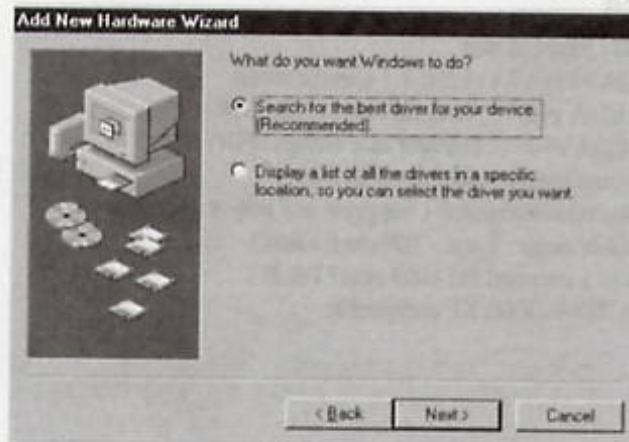 Add New Hardware Wizard
What do you want Windows to do?
Search for the best driver for your device.
(Recommended).
Display a list of all the drivers in a specific
location, so you can select the driver you want.
< Back
Next >
Cancel